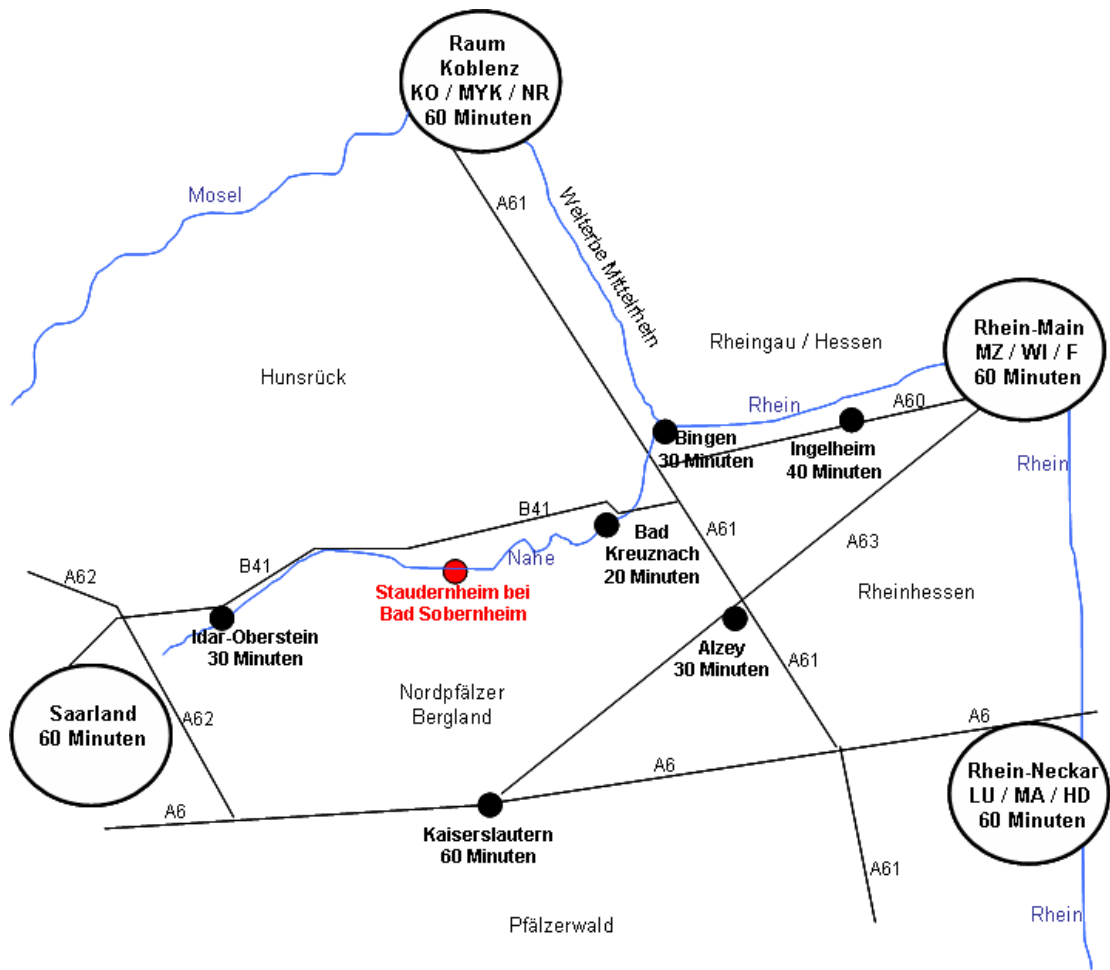 Raum
Koblenz
KO / MYK / NR
60 Minuten
Mosel
A61
Welterbe Mittelrhein
Rheingau / Hessen
Rhein-Main
MZ / WI / F
60 Minuten
Hunsrück
Rhein
A60
Bingen
30 Minuten
Ingelheim
40 Minuten
Rhein
B41
A61
Bad
Kreuznach
20 Minuten
A63
Nahe
B41
A62
Staudernheim bei
Bad Sobernheim
Rheinhessen
Idar-Oberstein
30 Minuten
Alzey
30 Minuten
A61
Nordpfälzer
Bergland
Saarland
60 Minuten
A62
A6
A6
Rhein-Neckar
LU / MA / HD
60 Minuten
A6
Kaiserslautern
60 Minuten
A61
Rhein
Pfälzerwald